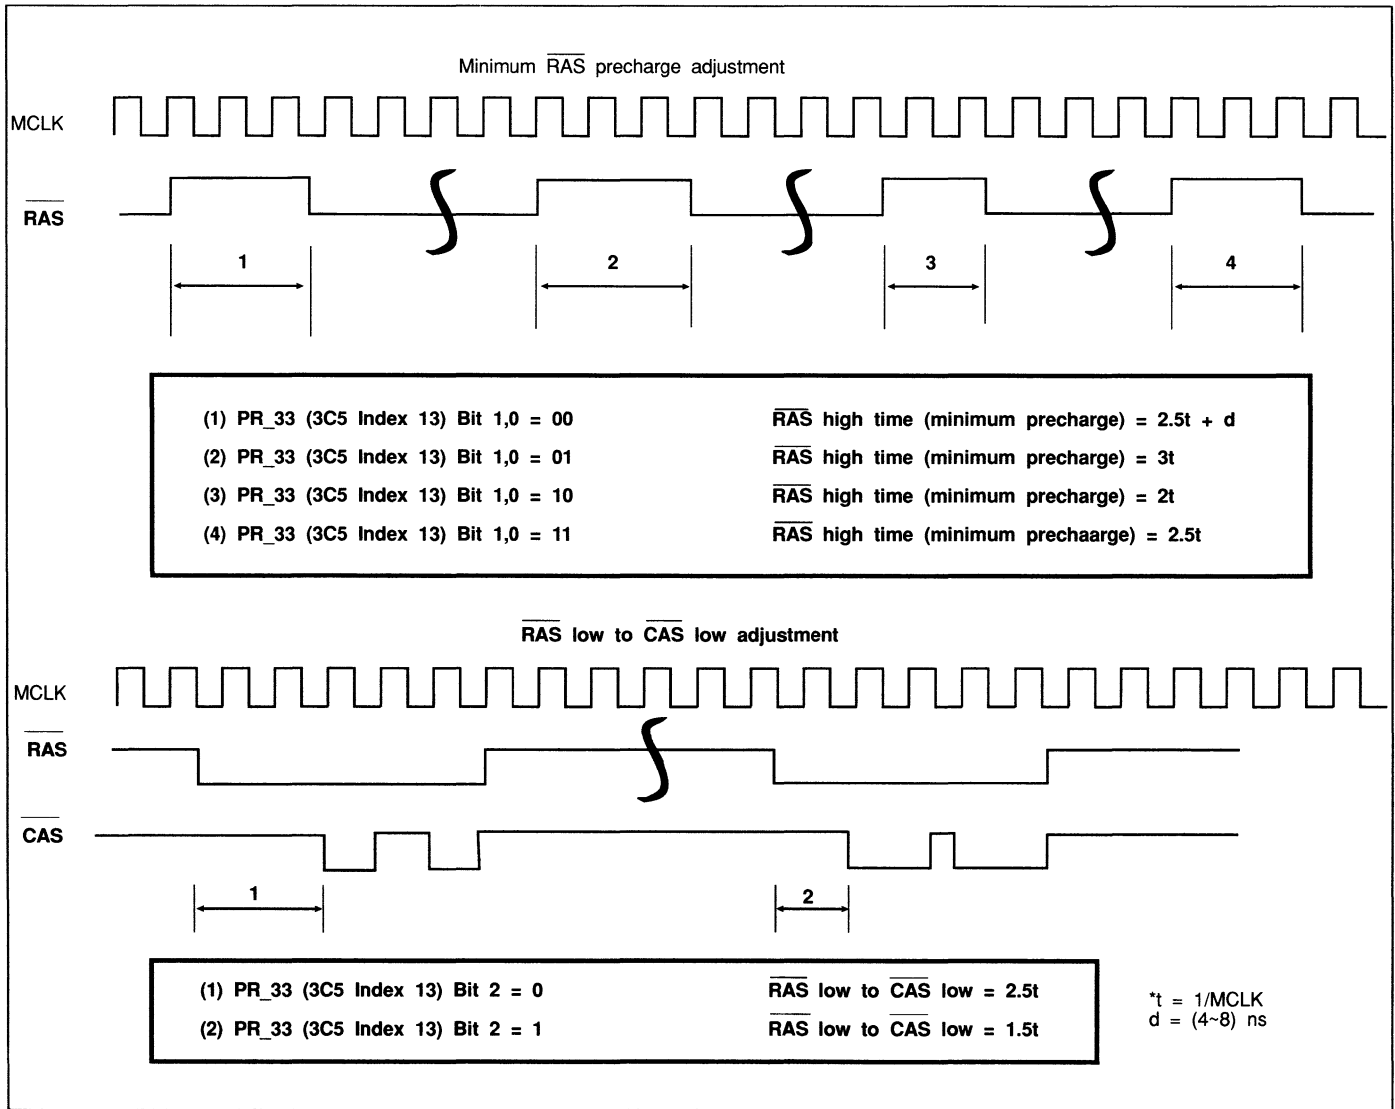 Minimum RAS precharge adjustment
MCLK
RAS
1 2 3 4
(1) PR_33 (3C5 Index 13) Bit 1,0 = 00 RAS high time (minimum precharge) = 2.5t + d
(2) PR_33 (3C5 Index 13) Bit 1,0 = 01 RAS high time (minimum precharge) = 3t
(3) PR_33 (3C5 Index 13) Bit 1,0 = 10 RAS high time (minimum precharge) = 2t
(4) PR_33 (3C5 Index 13) Bit 1,0 = 11 RAS high time (minimum prechaarge) = 2.5t
RAS low to CAS low adjustment
MCLK
RAS
CAS
1 2
(1) PR_33 (3C5 Index 13) Bit 2 = 0 RAS low to CAS low = 2.5t
(2) PR_33 (3C5 Index 13) Bit 2 = 1 RAS low to CAS low = 1.5t
*t = 1/MCLK
d = (4~8) ns